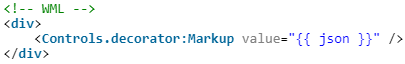 <!-- WML -->
<div>
    <Controls.decorator:Markup value="{{ json }}" />
</div>